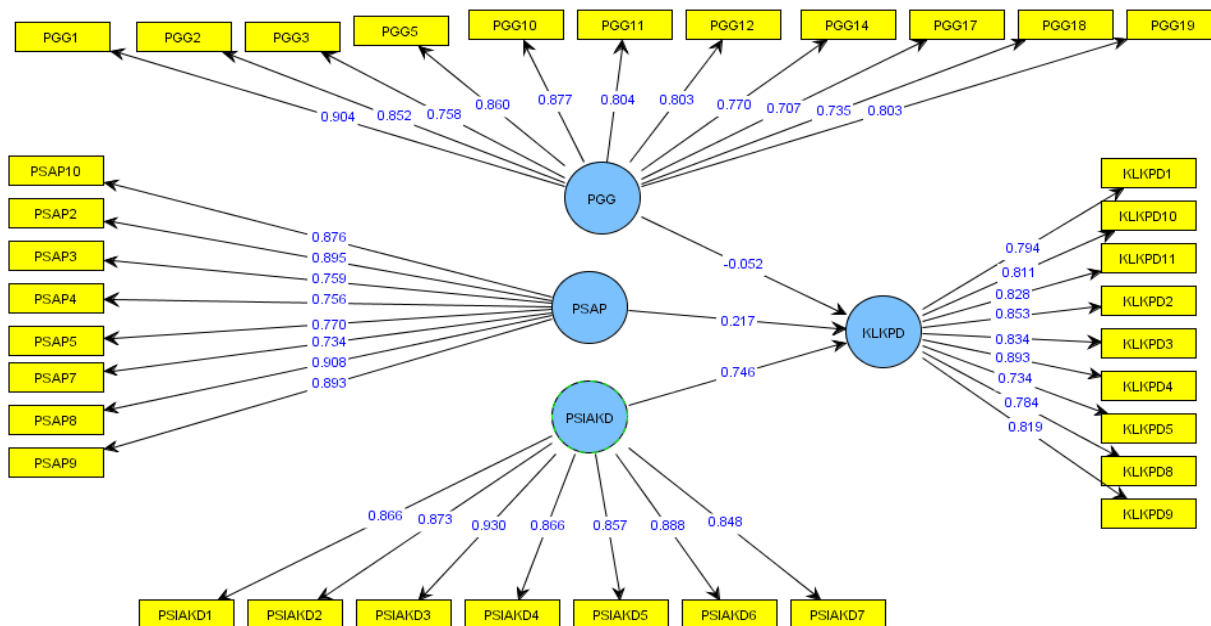 PGG1
PGG2
PGG3
PGG5
PGG10
PGG11
PGG12
PGG14
PGG17
PGG18
PGG19
0.904
0.852
0.758
0.860
0.877
0.804
0.803
0.770
0.707
0.735
0.803
PGG
PSAP10
PSAP2
PSAP3
PSAP4
PSAP5
PSAP7
PSAP8
PSAP9
0.876
0.895
0.759
0.756
0.770
0.734
0.908
0.893
PSAP
-0.052
0.217
0.746
KLKPD
0.794
0.811
0.828
0.853
0.834
0.893
0.734
0.784
0.819
KLKPD1
KLKPD10
KLKPD11
KLKPD2
KLKPD3
KLKPD4
KLKPD5
KLKPD8
KLKPD9
PSIAKD
0.866
0.873
0.930
0.866
0.857
0.888
0.848
PSIAKD1
PSIAKD2
PSIAKD3
PSIAKD4
PSIAKD5
PSIAKD6
PSIAKD7